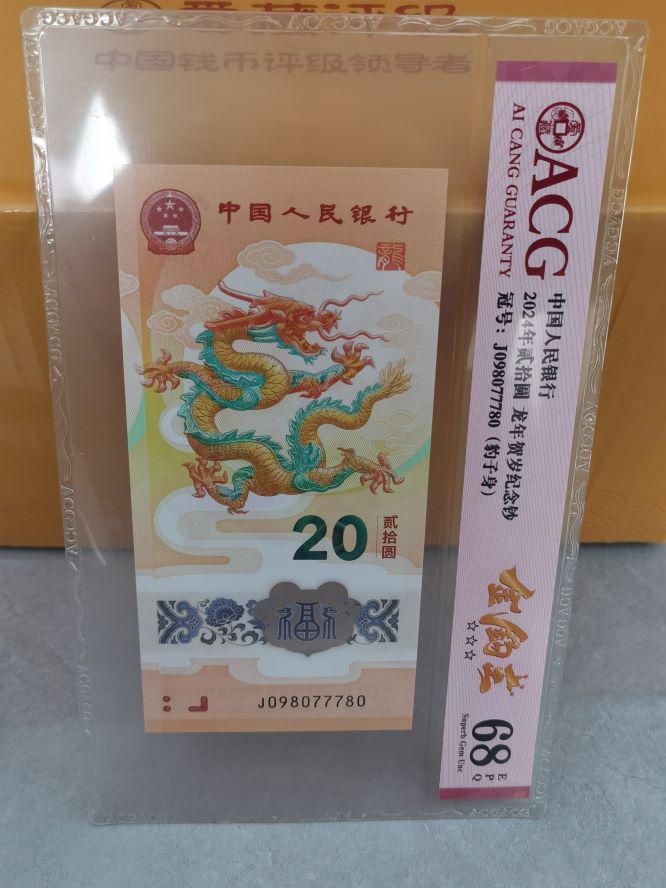 中国钱币评级领导者
中国人民银行
龍
20
贰拾圆
福
J098077780
ACG
AI CANG GUARANTY
中国人民银行
2024年贰拾圆 龙年贺岁纪念钞
冠号：J098077780（豹子身）
☆☆☆
68
EPQ
Superb Gem Unc